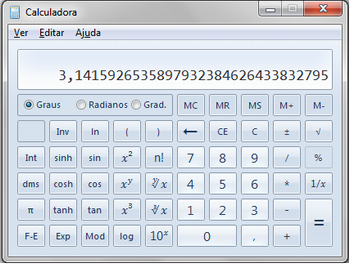 Calculadora
Ver Editar Ajuda
3,1415926535897932384626433832795
Graus Radianos Grad. MC MR MS M+ M-
Inv ln ( ) ← CE C ± √
Int sinh sin x² n! 7 8 9 / %
dms cosh cos xʸ ʸ√x 4 5 6 * 1/x
π tanh tan x³ ³√x 1 2 3 - =
F-E Exp Mod log 10ˣ 0 , +